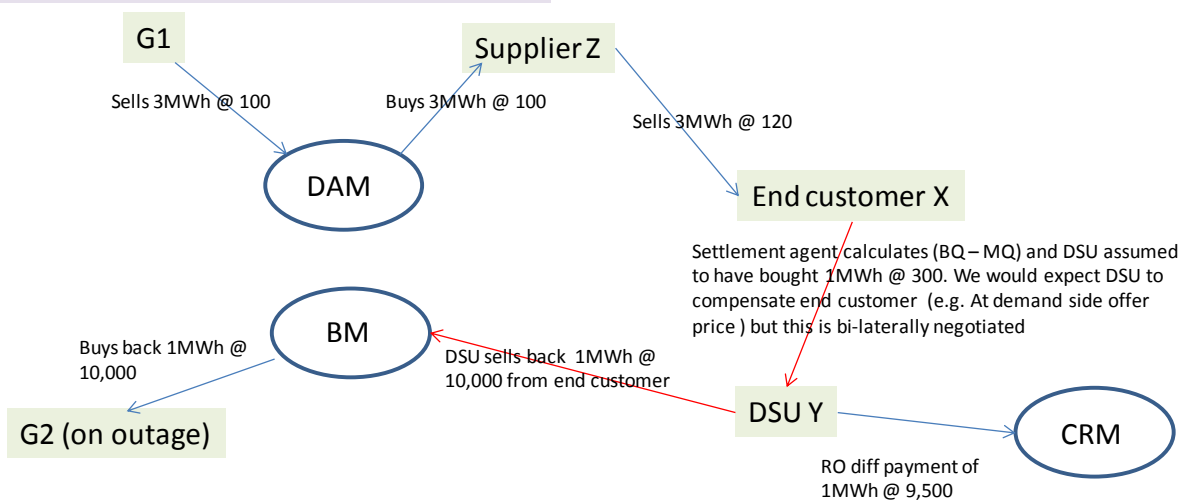 G1
Supplier Z
Sells 3MWh @ 100
Buys 3MWh @ 100
Sells 3MWh @ 120
DAM
End customer X
Settlement agent calculates (BQ – MQ) and DSU assumed
to have bought 1MWh @ 300. We would expect DSU to
compensate end customer (e.g. At demand side offer
price ) but this is bi-laterally negotiated
BM
Buys back 1MWh @
10,000
DSU sells back 1MWh @
10,000 from end customer
G2 (on outage)
DSU Y
CRM
RO diff payment of
1MWh @ 9,500